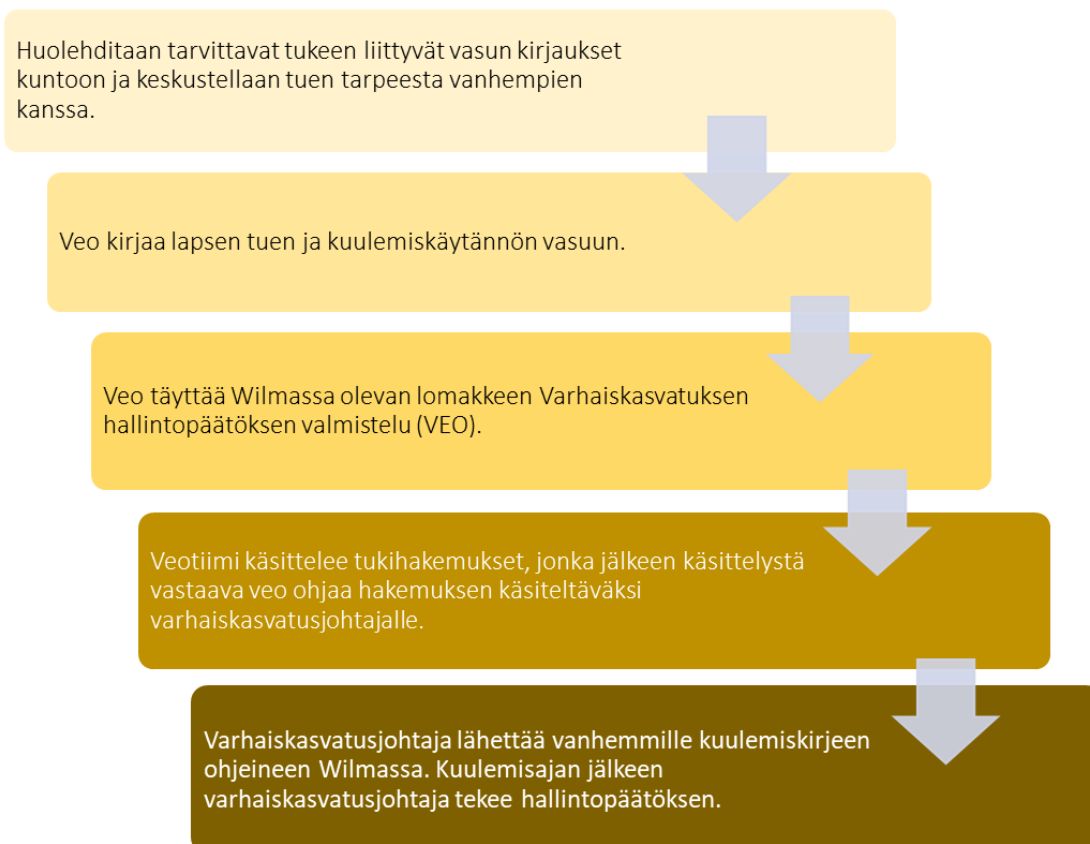 Huolehditaan tarvittavat tukeen liittyvät vasun kirjaukset
kuntoon ja keskustellaan tuen tarpeesta vanhempien
kanssa.
Veo kirjaa lapsen tuen ja kuulemiskäytännön vasuun.
Veo täyttää Wilmassa olevan lomakkeen Varhaiskasvatuksen
hallintopäätöksen valmistelu (VEO).
Veotiimi käsittelee tukihakemukset, jonka jälkeen käsittelystä
vastaava veo ohjaa hakemuksen käsiteltäväksi
varhaiskasvatusjohtajalle.
Varhaiskasvatusjohtaja lähettää vanhemmille kuulemiskirjeen
ohjeineen Wilmassa. Kuulemisajan jälkeen
varhaiskasvatusjohtaja tekee hallintopäätöksen.